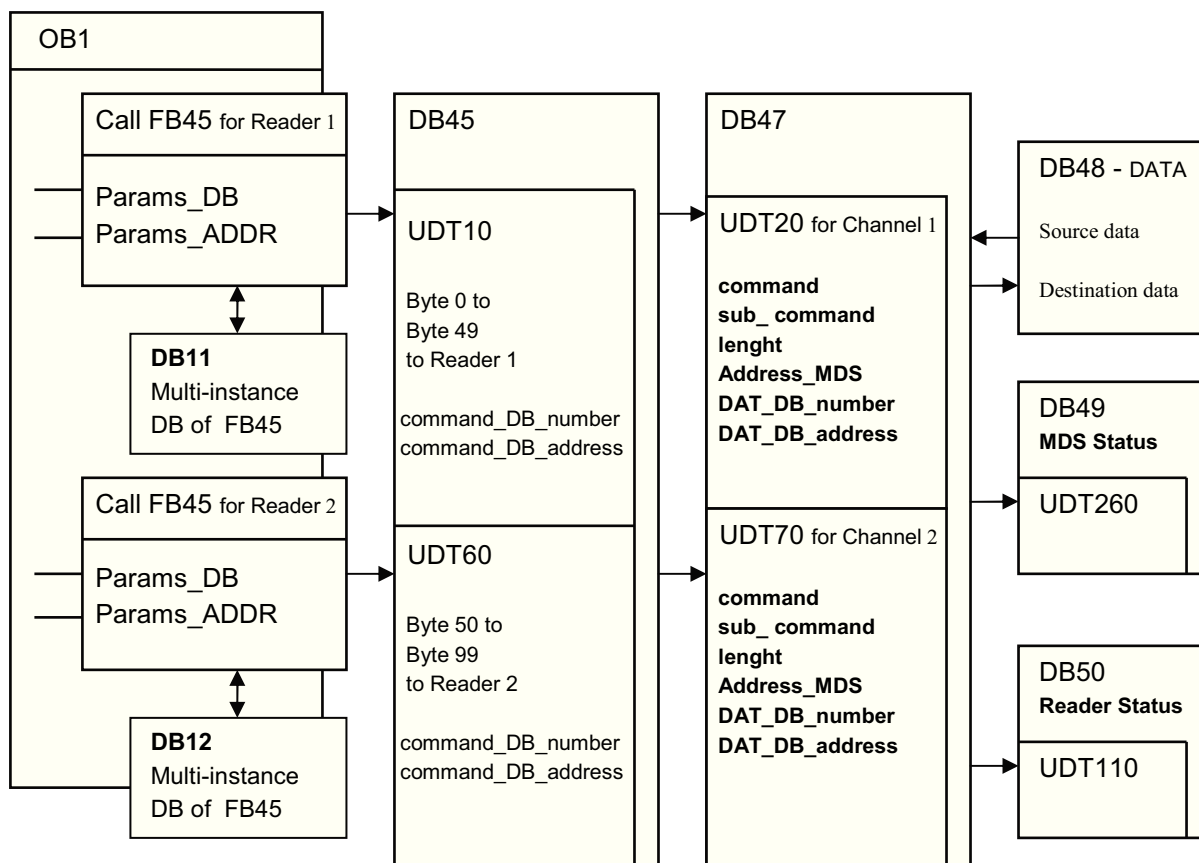 OB1
Call FB45 for Reader 1
Params_DB
Params_ADDR
DB11
Multi-instance
DB of FB45
Call FB45 for Reader 2
Params_DB
Params_ADDR
DB12
Multi-instance
DB of FB45
DB45
UDT10
Byte 0 to
Byte 49
to Reader 1
command_DB_number
command_DB_address
UDT60
Byte 50 to
Byte 99
to Reader 2
command_DB_number
command_DB_address
DB47
UDT20 for Channel 1
command
sub_ command
lenght
Address_MDS
DAT_DB_number
DAT_DB_address
UDT70 for Channel 2
command
sub_ command
lenght
Address_MDS
DAT_DB_number
DAT_DB_address
DB48 - DATA
Source data
Destination data
DB49
MDS Status
UDT260
DB50
Reader Status
UDT110